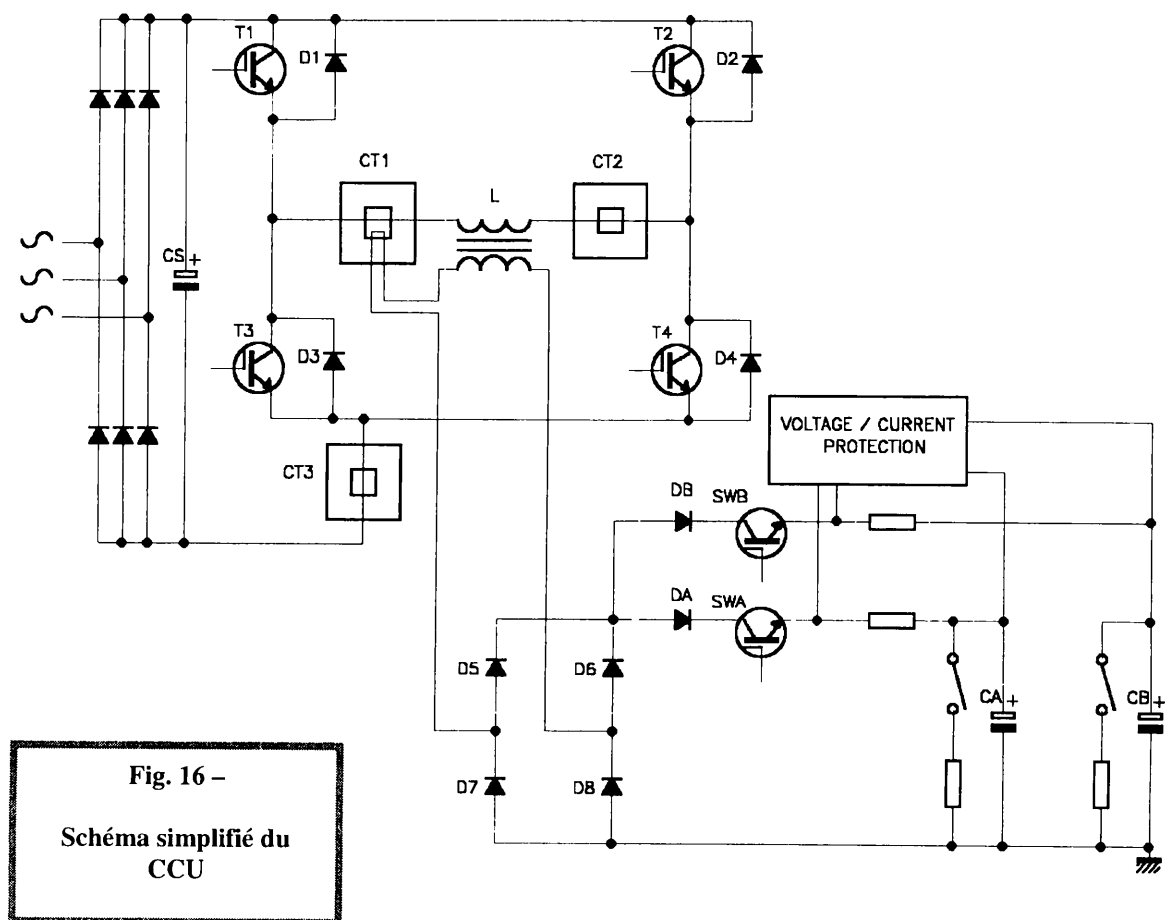 T1
D1
T2
D2
CT1
L
CT2
CS
+
T3
D3
T4
D4
CT3
VOLTAGE / CURRENT
PROTECTION
DB
SWB
DA
SWA
D5
D6
CA
+
CB
+
D7
D8
Fig. 16 –
Schéma simplifié du
CCU